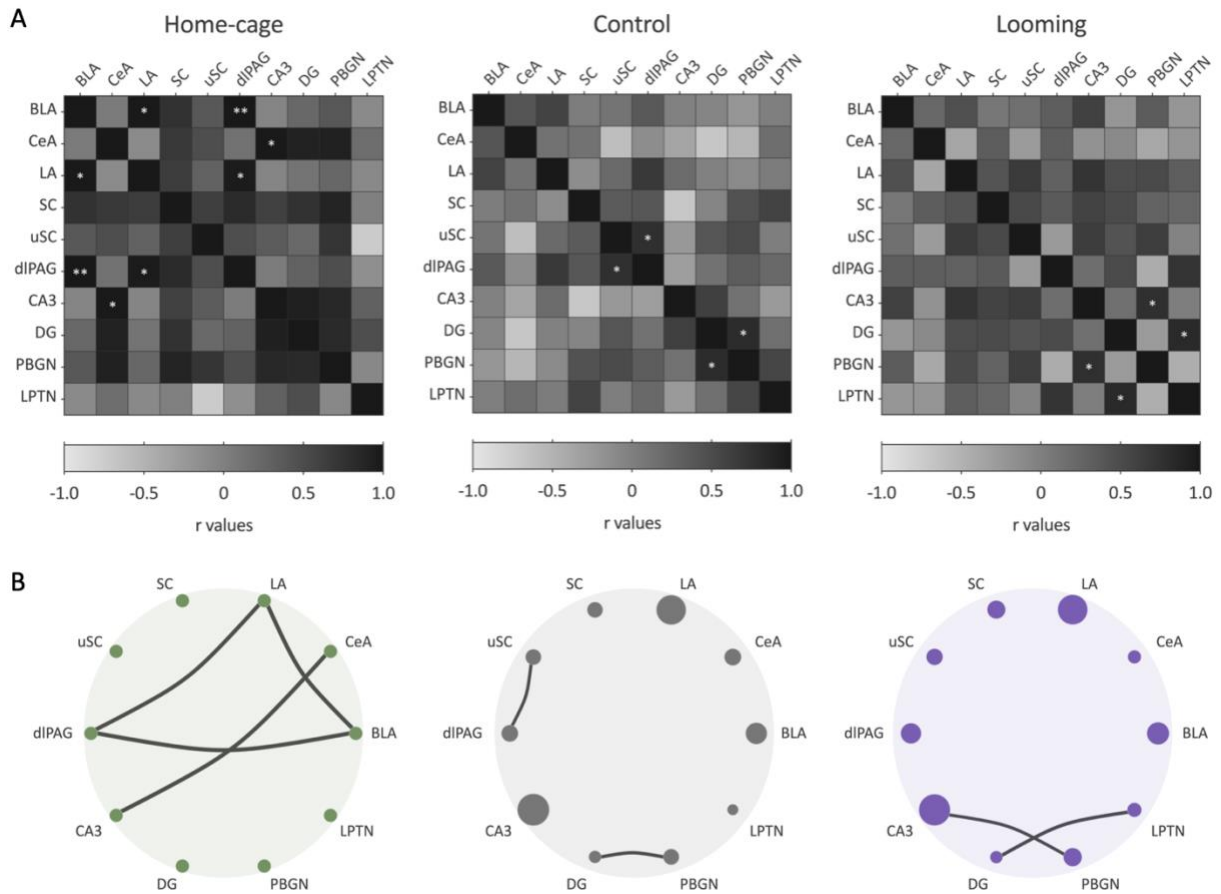 A
Home-cage
BLA CeA LA SC uSC dlPAG CA3 DG PBGN LPTN
BLA * **
CeA *
LA * *
SC
uSC
dlPAG ** *
CA3 *
DG
PBGN
LPTN
-1.0 -0.5 0 0.5 1.0
r values
Control
BLA CeA LA SC uSC dlPAG CA3 DG PBGN LPTN
BLA
CeA
LA
SC
uSC *
dlPAG *
CA3
DG *
PBGN *
LPTN
-1.0 -0.5 0 0.5 1.0
r values
Looming
BLA CeA LA SC uSC dlPAG CA3 DG PBGN LPTN
BLA
CeA
LA
SC
uSC
dlPAG
CA3 *
DG *
PBGN *
LPTN *
-1.0 -0.5 0 0.5 1.0
r values
B
SC LA
uSC CeA
dlPAG BLA
CA3 LPTN
DG PBGN
SC LA
uSC CeA
dlPAG BLA
CA3 LPTN
DG PBGN
SC LA
uSC CeA
dlPAG BLA
CA3 LPTN
DG PBGN